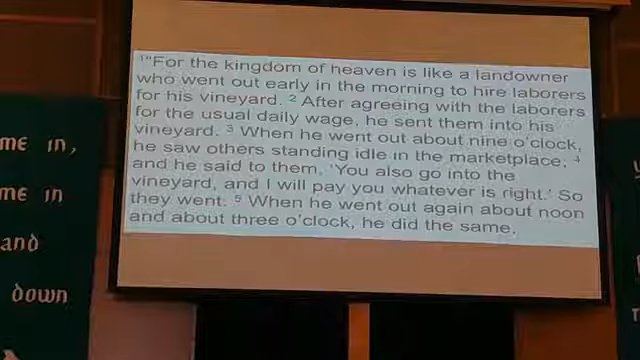 ¹"For the kingdom of heaven is like a landowner
who went out early in the morning to hire laborers
for his vineyard. ² After agreeing with the laborers
for the usual daily wage, he sent them into his
vineyard. ³ When he went out about nine o'clock,
he saw others standing idle in the marketplace; ⁴
and he said to them, 'You also go into the
vineyard, and I will pay you whatever is right.' So
they went. ⁵ When he went out again about noon
and about three o'clock, he did the same.
me in,
me in
and
down